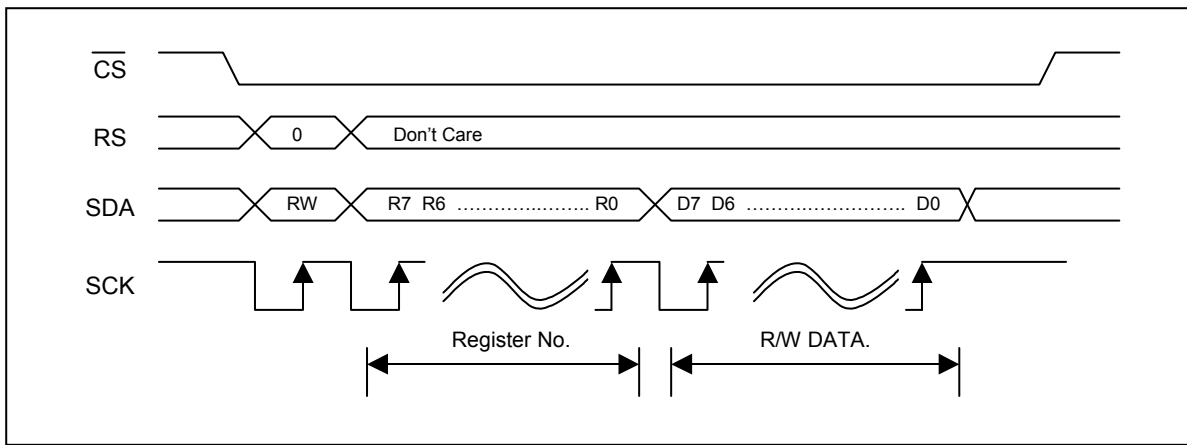 CS
RS 0 Don't Care
SDA RW R7 R6 ..................... R0 D7 D6 ......................... D0
SCK
Register No. R/W DATA.